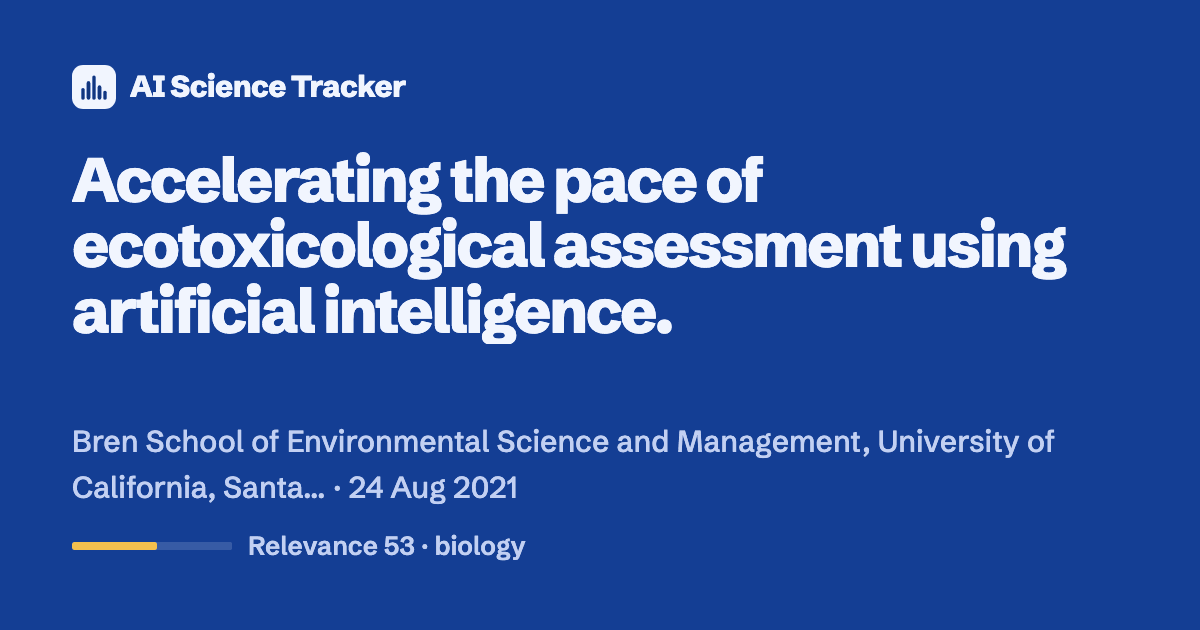 AI Science Tracker
Accelerating the pace of
ecotoxicological assessment using
artificial intelligence.
Bren School of Environmental Science and Management, University of
California, Santa... · 24 Aug 2021
Relevance 53 · biology